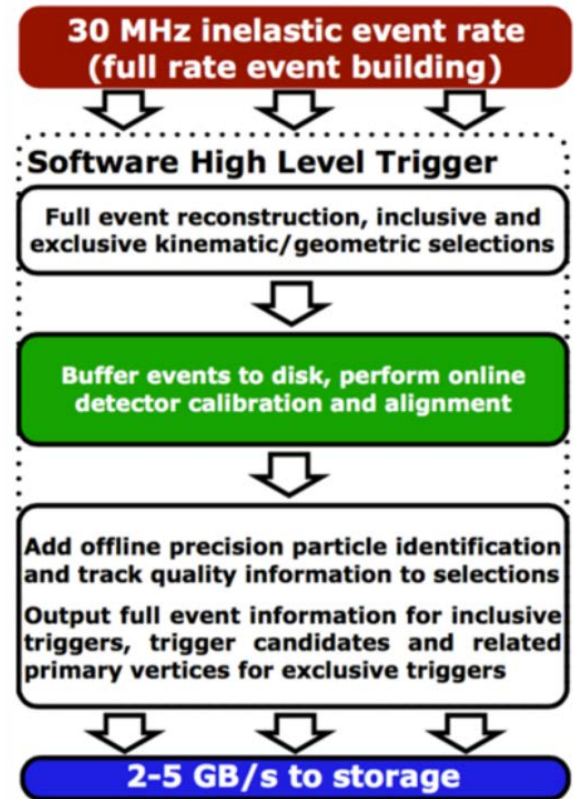 30 MHz inelastic event rate
(full rate event building)
Software High Level Trigger
Full event reconstruction, inclusive and
exclusive kinematic/geometric selections
Buffer events to disk, perform online
detector calibration and alignment
Add offline precision particle identification
and track quality information to selections
Output full event information for inclusive
triggers, trigger candidates and related
primary vertices for exclusive triggers
2-5 GB/s to storage